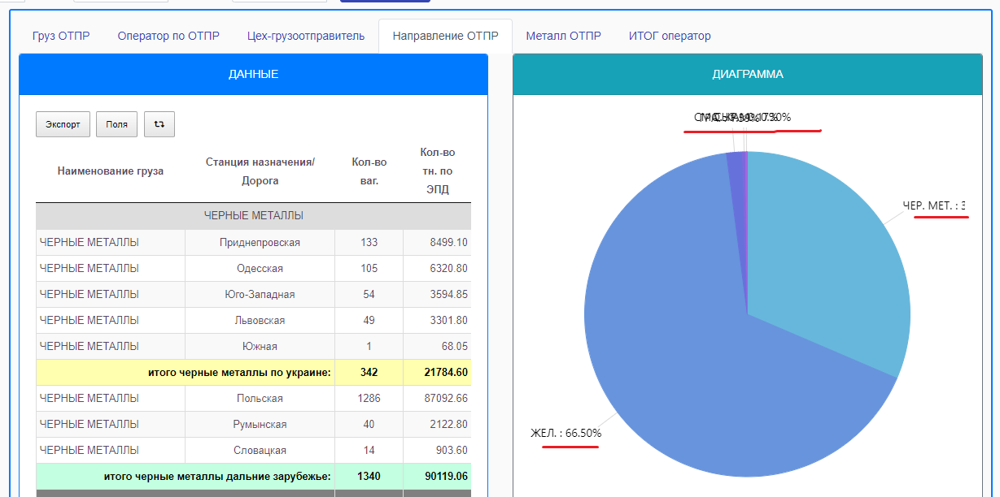 Груз ОТПР Оператор по ОТПР Цех-грузоотправитель Направление ОТПР Металл ОТПР ИТОГ оператор
ДАННЫЕ
Экспорт Поля
Наименование груза Станция назначения/ Дорога Кол-во ваг. Кол-во тн. по ЭПД
ЧЕРНЫЕ МЕТАЛЛЫ
ЧЕРНЫЕ МЕТАЛЛЫ Приднепровская 133 8499.10
ЧЕРНЫЕ МЕТАЛЛЫ Одесская 105 6320.80
ЧЕРНЫЕ МЕТАЛЛЫ Юго-Западная 54 3594.85
ЧЕРНЫЕ МЕТАЛЛЫ Львовская 49 3301.80
ЧЕРНЫЕ МЕТАЛЛЫ Южная 1 68.05
итого черные металлы по украине: 342 21784.60
ЧЕРНЫЕ МЕТАЛЛЫ Польская 1286 87092.66
ЧЕРНЫЕ МЕТАЛЛЫ Румынская 40 2122.80
ЧЕРНЫЕ МЕТАЛЛЫ Словацкая 14 903.60
итого черные металлы дальние зарубежье: 1340 90119.06
ДИАГРАММА
ЧЕР. МЕТ. : 3
ЖЕЛ. : 66.50%